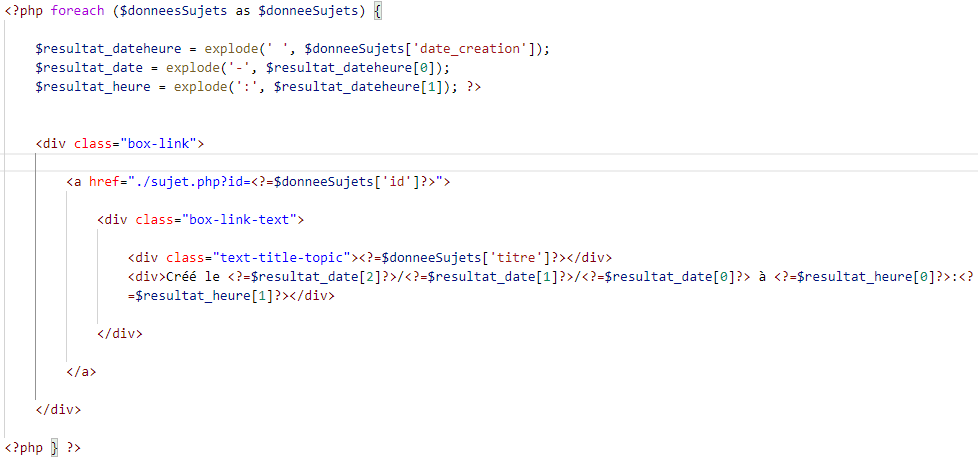 <?php foreach ($donneesSujets as $donneeSujets) {
$resultat_dateheure = explode(' ', $donneeSujets['date_creation']);
$resultat_date = explode('-', $resultat_dateheure[0]);
$resultat_heure = explode(':', $resultat_dateheure[1]); ?>
<div class="box-link">
<a href="./sujet.php?id=<?=$donneeSujets['id']?>">
<div class="box-link-text">
<div class="text-title-topic"><?=$donneeSujets['titre']?></div>
<div>Créé le <?=$resultat_date[2]?>/<?=$resultat_date[1]?>/<?=$resultat_date[0]?> à <?=$resultat_heure[0]?>:<?
=$resultat_heure[1]?></div>
</div>
</a>
</div>
<?php } ?>